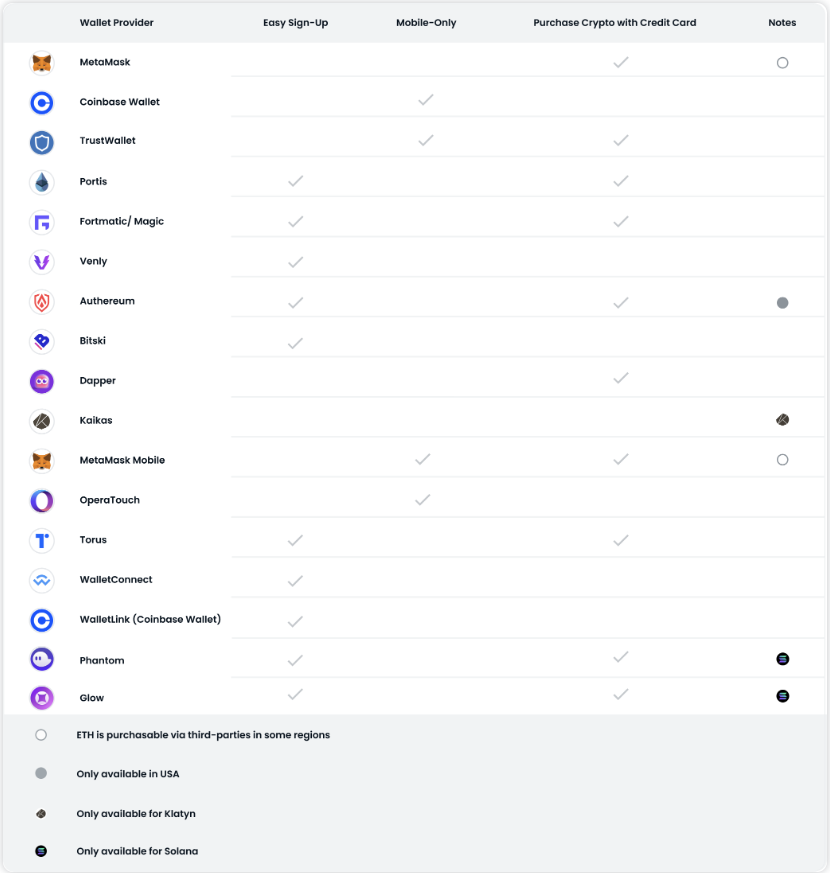 Wallet Provider Easy Sign-Up Mobile-Only Purchase Crypto with Credit Card Notes
MetaMask
Coinbase Wallet
TrustWallet
Portis
Fortmatic/ Magic
Venly
Authereum
Bitski
Dapper
Kaikas
MetaMask Mobile
OperaTouch
Torus
WalletConnect
WalletLink (Coinbase Wallet)
Phantom
Glow
ETH is purchasable via third-parties in some regions
Only available in USA
Only available for Klatyn
Only available for Solana